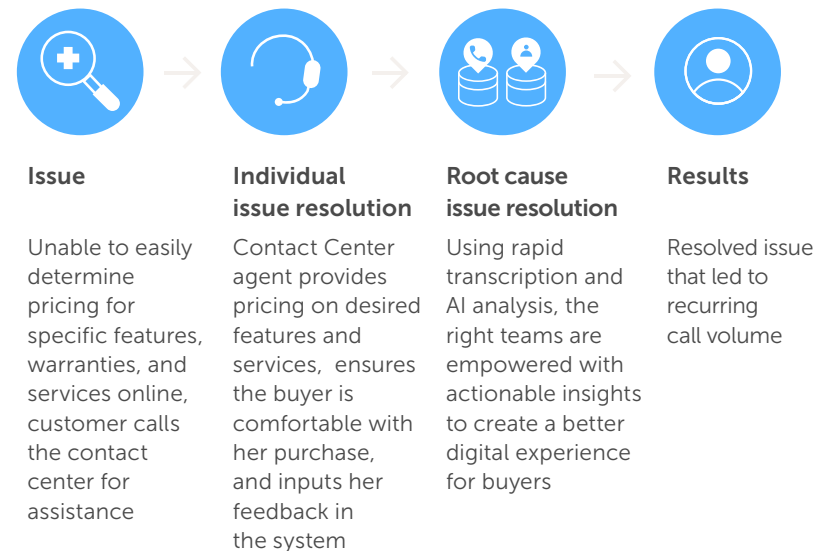 Issue
Unable to easily
determine
pricing for
specific features,
warranties, and
services online,
customer calls
the contact
center for
assistance
Individual
issue resolution
Contact Center
agent provides
pricing on desired
features and
services, ensures
the buyer is
comfortable with
her purchase,
and inputs her
feedback in
the system
Root cause
issue resolution
Using rapid
transcription and
AI analysis, the
right teams are
empowered with
actionable insights
to create a better
digital experience
for buyers
Results
Resolved issue
that led to
recurring
call volume